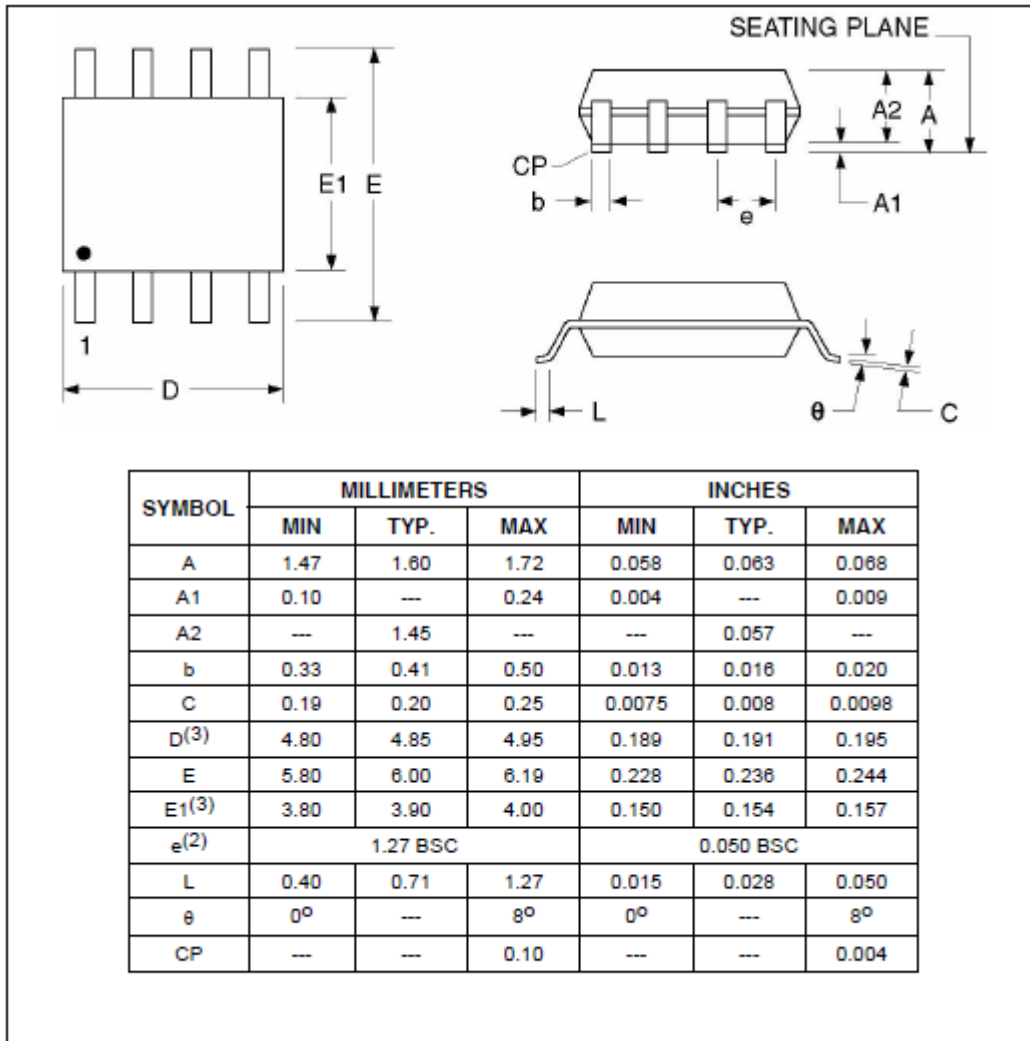 SEATING PLANE
E1 E
A2 A
CP
b
e
A1
1
D
L
θ
C
SYMBOL MILLIMETERS INCHES
MIN TYP. MAX MIN TYP. MAX
A 1.47 1.60 1.72 0.058 0.063 0.068
A1 0.10 --- 0.24 0.004 --- 0.009
A2 --- 1.45 --- --- 0.057 ---
b 0.33 0.41 0.50 0.013 0.016 0.020
C 0.19 0.20 0.25 0.0075 0.008 0.0098
D(3) 4.80 4.85 4.95 0.189 0.191 0.195
E 5.80 6.00 6.19 0.228 0.236 0.244
E1(3) 3.80 3.90 4.00 0.150 0.154 0.157
e(2) 1.27 BSC 0.050 BSC
L 0.40 0.71 1.27 0.015 0.028 0.050
θ 0º --- 8º 0º --- 8º
CP --- --- 0.10 --- --- 0.004